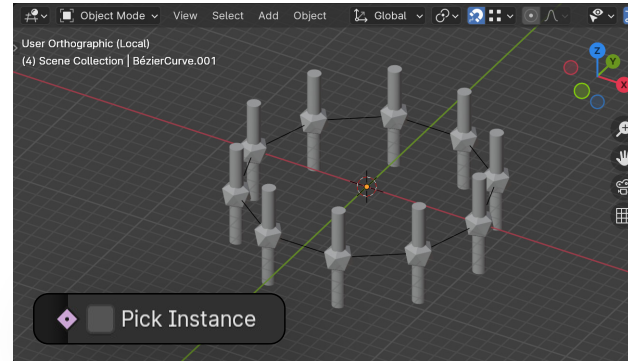 Object Mode View Select Add Object Global
User Orthographic (Local)
(4) Scene Collection | BézierCurve.001
Z
Y
X
Pick Instance